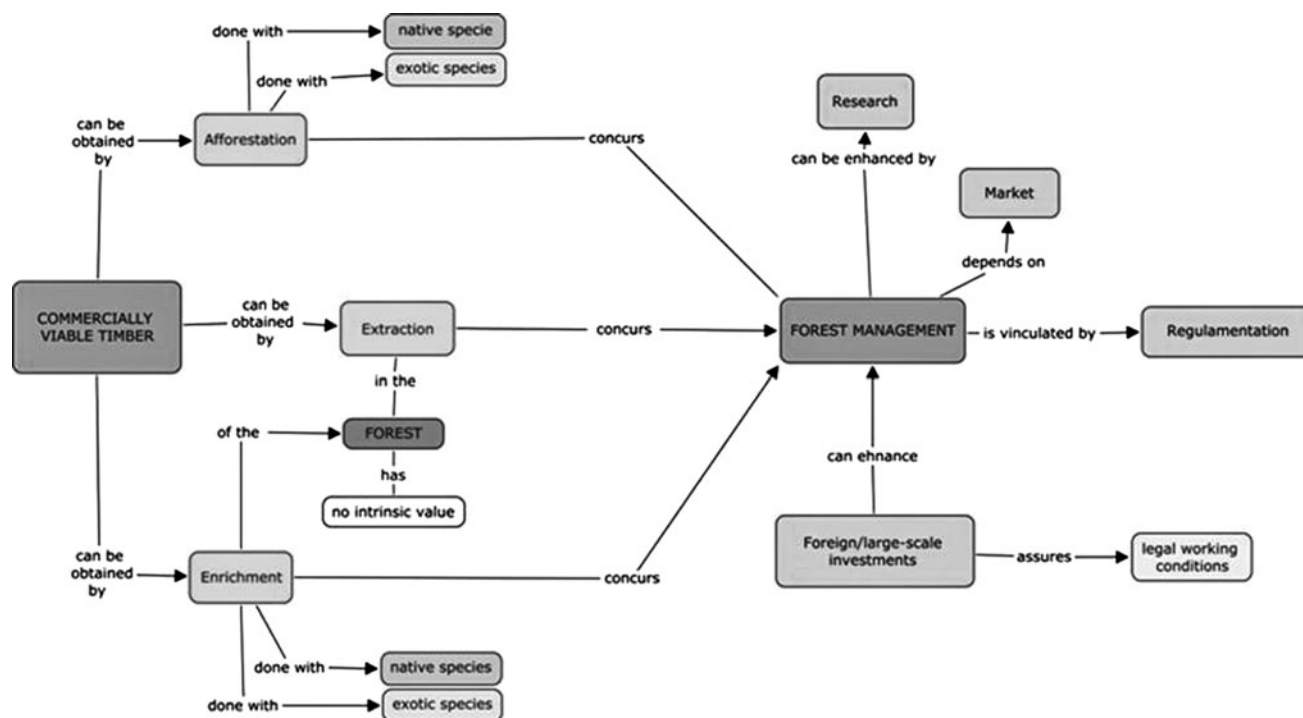 done with
native specie
done with
exotic species
can be
obtained
by
Afforestation
concurs
Research
can be enhanced by
Market
depends on
COMMERCIALLY
VIABLE TIMBER
can be
obtained
by
Extraction
concurs
FOREST MANAGEMENT
is vinculated by
Regulamentation
in the
of the
FOREST
has
no intrinsic value
can ehnance
can be
obtained
by
Enrichment
concurs
Foreign/large-scale
investments
assures
legal working
conditions
done with
native species
done with
exotic species